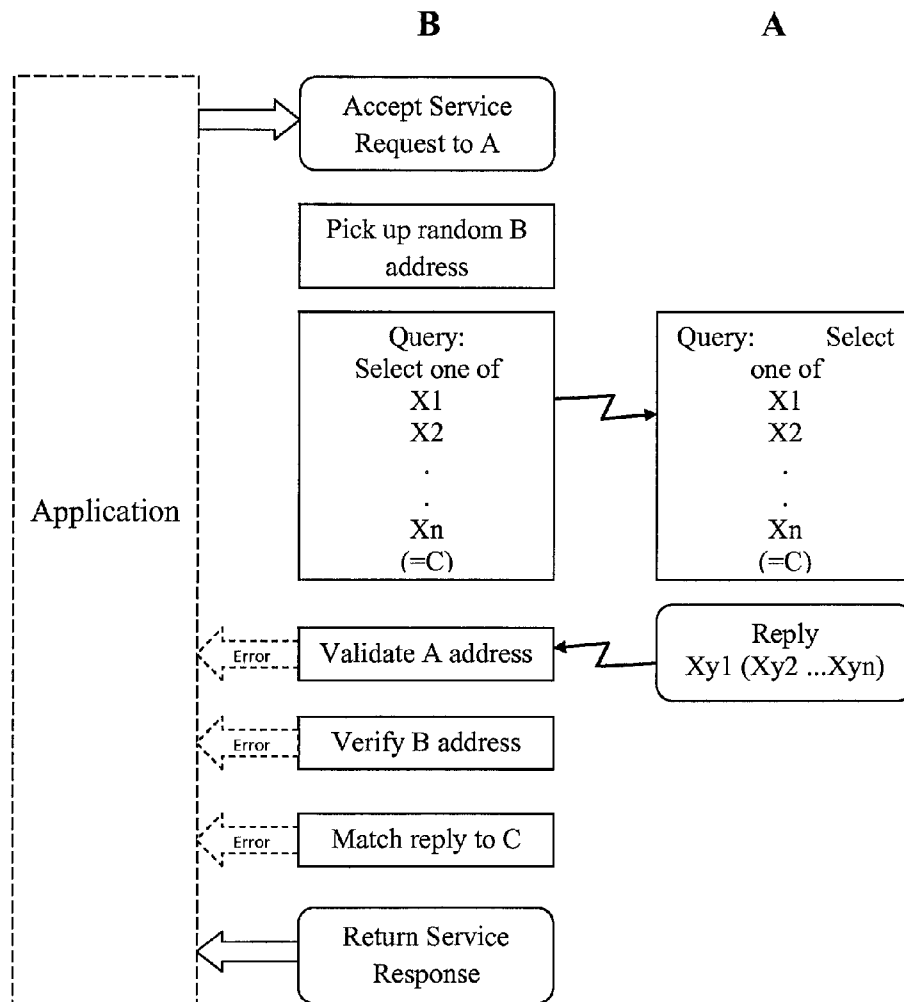 B
A
Accept Service
Request to A
Pick up random B
address
Query:
Select one of
X1
X2
.
.
Xn
(=C)
Query: Select
one of
X1
X2
.
.
Xn
(=C)
Application
Reply
Xy1 (Xy2 ...Xyn)
Error
Validate A address
Error
Verify B address
Error
Match reply to C
Return Service
Response